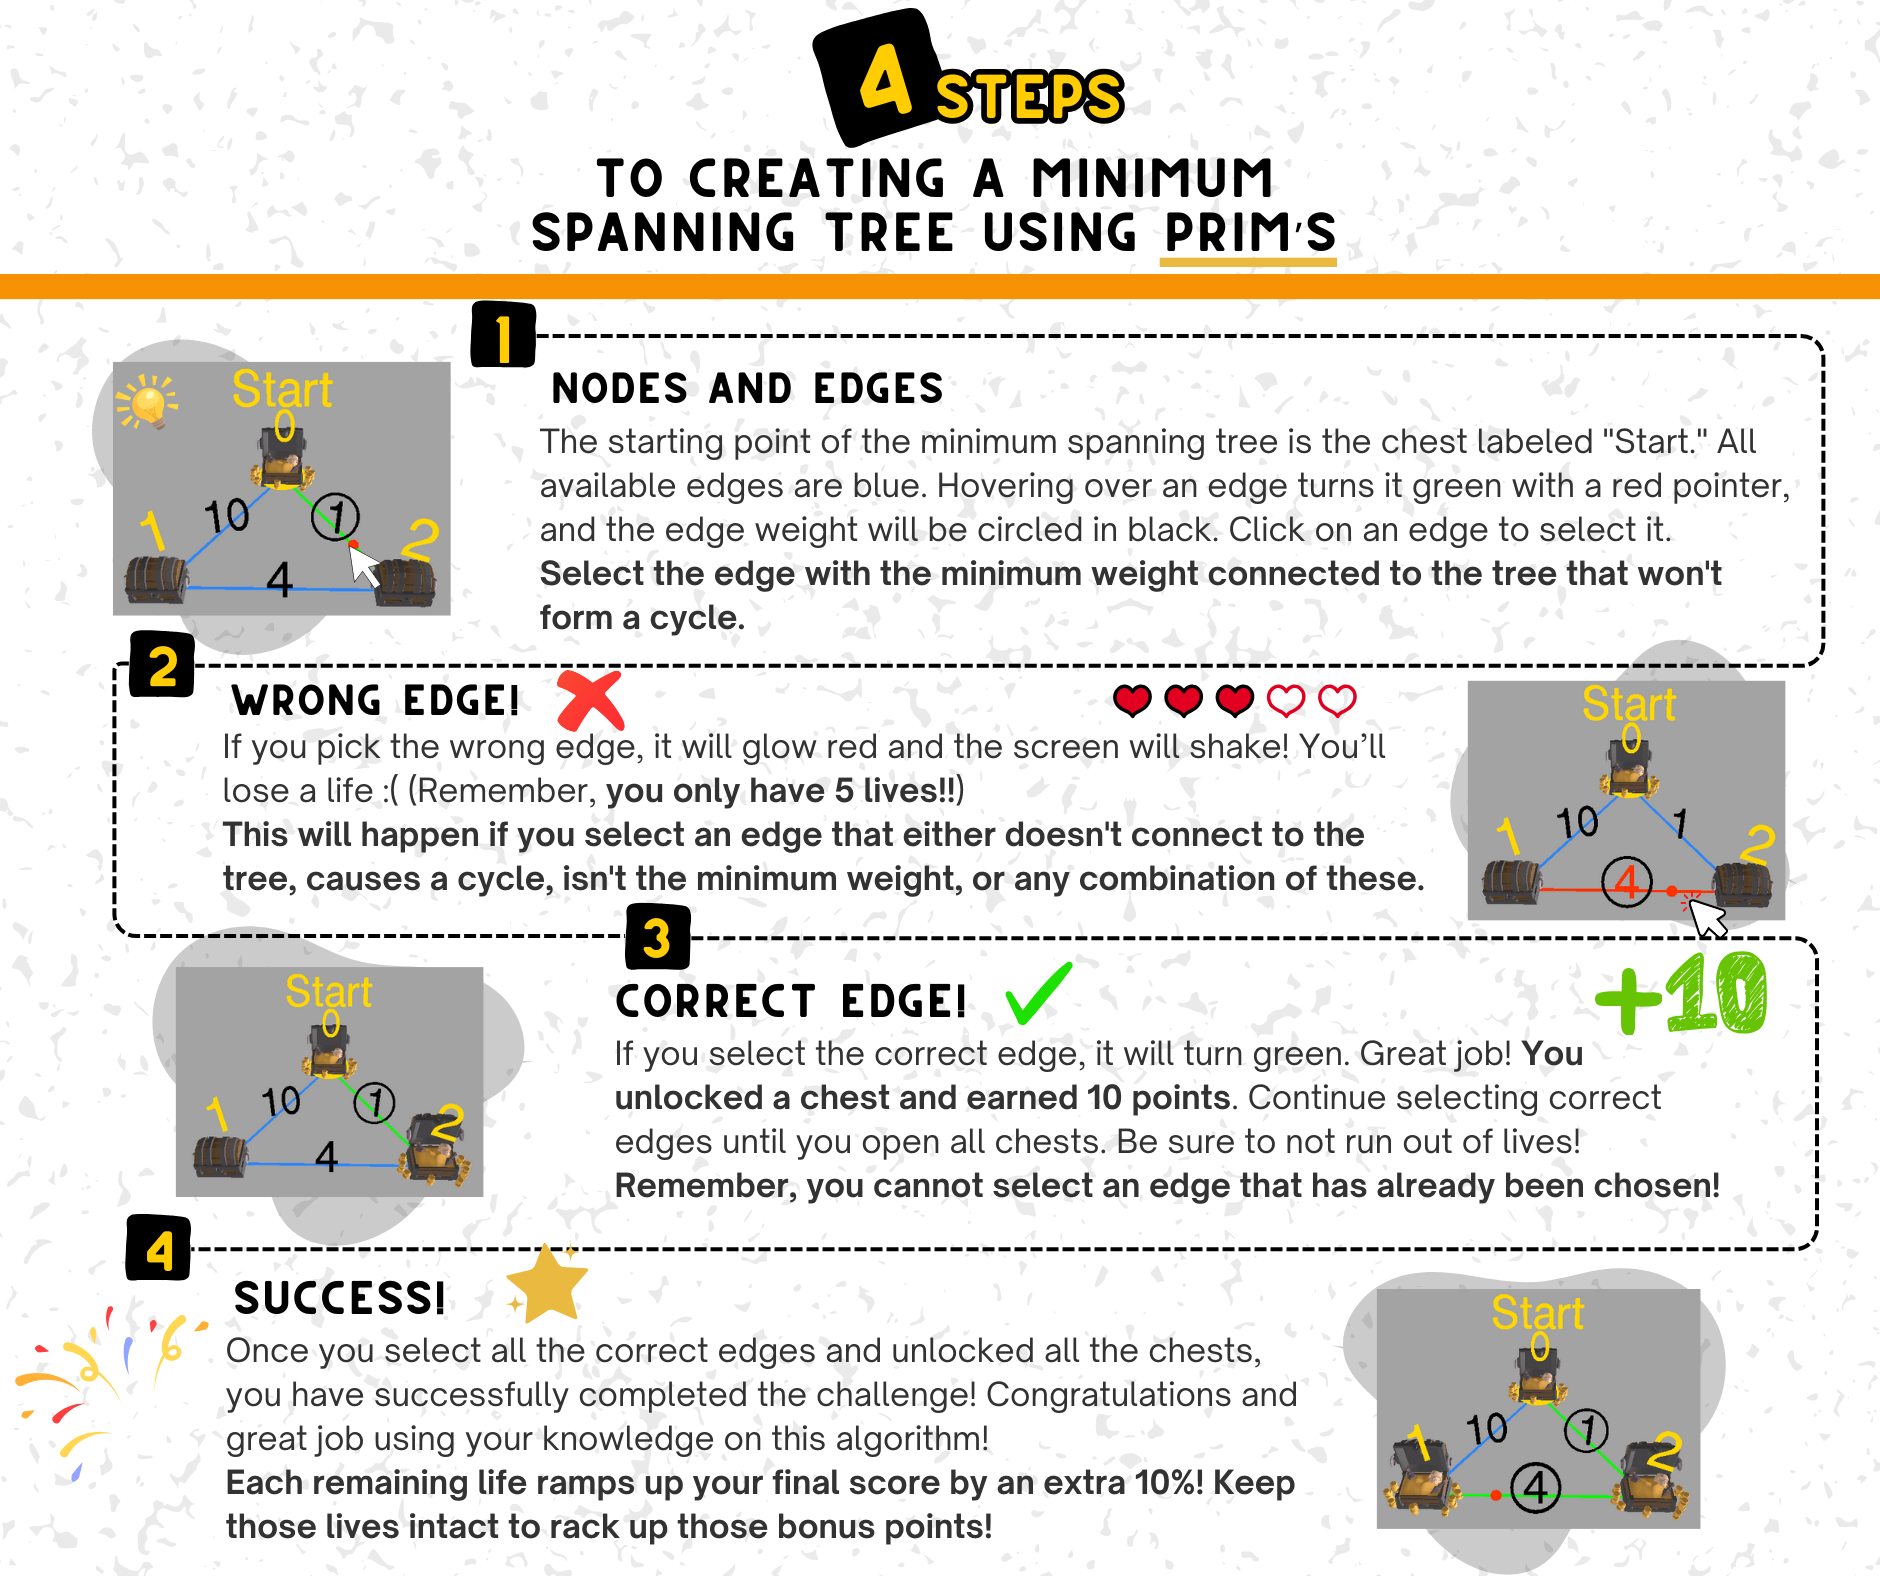 4 STEPS
TO CREATING A MINIMUM
SPANNING TREE USING PRIM'S
1
Start
0
10
1
1
2
4
NODES AND EDGES
The starting point of the minimum spanning tree is the chest labeled "Start." All
available edges are blue. Hovering over an edge turns it green with a red pointer,
and the edge weight will be circled in black. Click on an edge to select it.
Select the edge with the minimum weight connected to the tree that won't
form a cycle.
2
WRONG EDGE!
If you pick the wrong edge, it will glow red and the screen will shake! You’ll
lose a life :( (Remember, you only have 5 lives!!)
This will happen if you select an edge that either doesn't connect to the
tree, causes a cycle, isn't the minimum weight, or any combination of these.
Start
0
10
1
1
2
4
3
CORRECT EDGE!
+10
If you select the correct edge, it will turn green. Great job! You
unlocked a chest and earned 10 points. Continue selecting correct
edges until you open all chests. Be sure to not run out of lives!
Remember, you cannot select an edge that has already been chosen!
Start
0
10
1
1
2
4
4
SUCCESS!
Once you select all the correct edges and unlocked all the chests,
you have successfully completed the challenge! Congratulations and
great job using your knowledge on this algorithm!
Each remaining life ramps up your final score by an extra 10%! Keep
those lives intact to rack up those bonus points!
Start
0
10
1
1
2
4